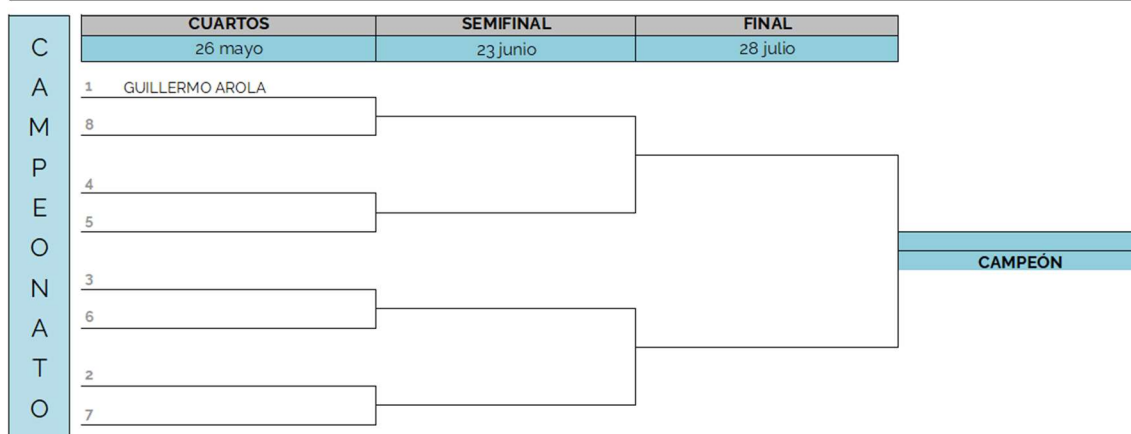 CAMPEONATO
CUARTOS SEMIFINAL FINAL
26 mayo 23 junio 28 julio
1 GUILLERMO AROLA
8
4
5
CAMPEÓN
3
6
2
7